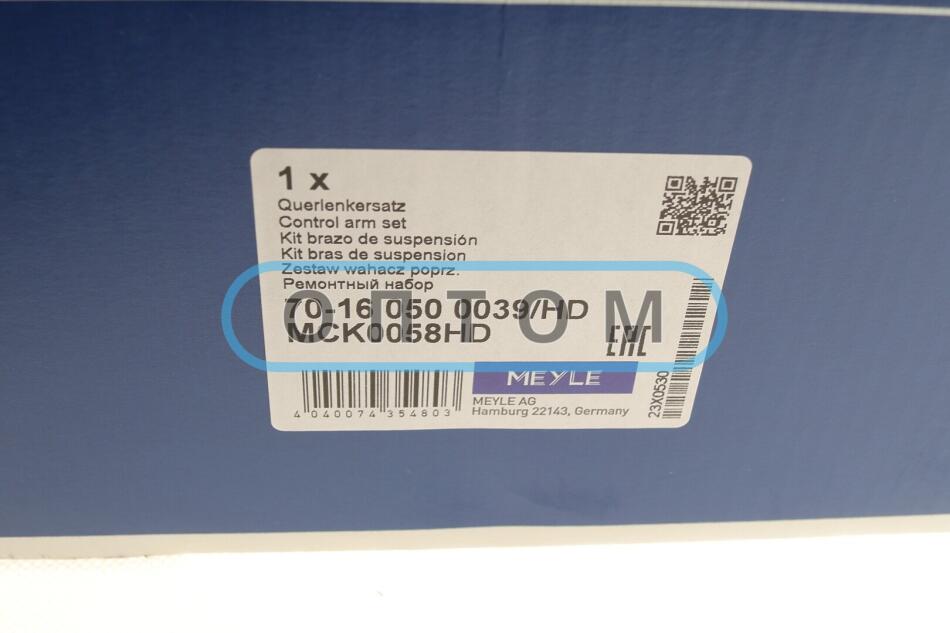 1 x
Querlenkersatz
Control arm set
Kit brazo de suspensión
Kit bras de suspension
Zestaw wahacz poprz.
Ремонтный набор
70-16 050 0039/HD
MCK0058HD
ОПТОМ
EAC
MEYLE
MEYLE AG
Hamburg 22143, Germany
4 040074 354803
23X0530